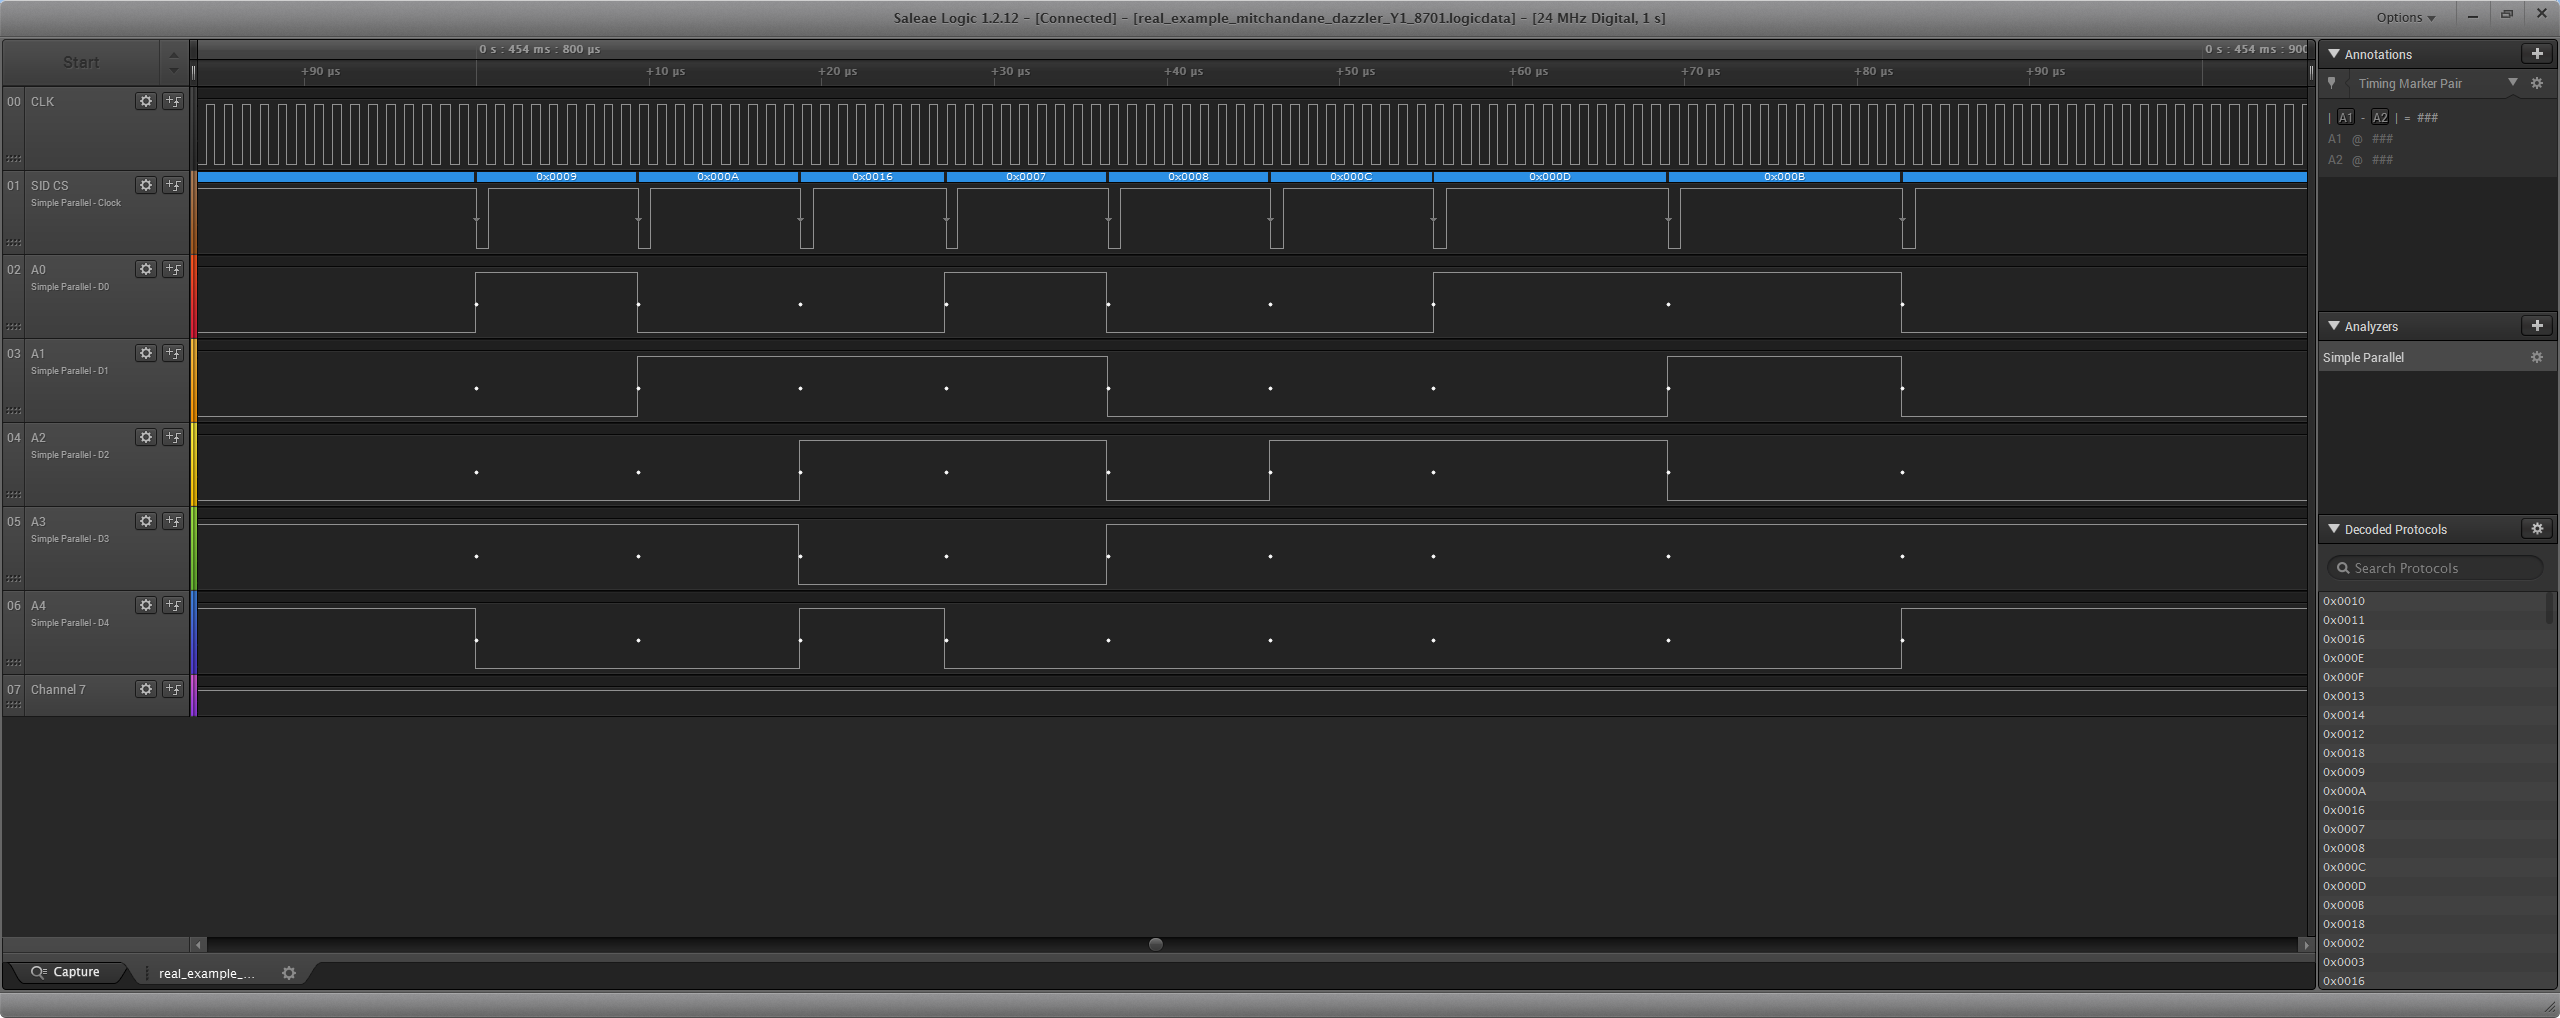 Saleae Logic 1.2.12 - [Connected] - [real_example_mitchandane_dazzler_Y1_8701.logicdata] - [24 MHz Digital, 1 s]
Options
Start
0 s : 454 ms : 800 µs
0 s : 454 ms : 900
+90 µs
+10 µs
+20 µs
+30 µs
+40 µs
+50 µs
+60 µs
+70 µs
+80 µs
+90 µs
00 CLK
01 SID CS
Simple Parallel - Clock
0x0009
0x000A
0x0016
0x0007
0x0008
0x000C
0x000D
0x000B
02 A0
Simple Parallel - D0
03 A1
Simple Parallel - D1
04 A2
Simple Parallel - D2
05 A3
Simple Parallel - D3
06 A4
Simple Parallel - D4
07 Channel 7
Annotations
Timing Marker Pair
| A1 - A2 | = ###
A1 @ ###
A2 @ ###
Analyzers
Simple Parallel
Decoded Protocols
Search Protocols
0x0010
0x0011
0x0016
0x000E
0x000F
0x0013
0x0014
0x0012
0x0018
0x0009
0x000A
0x0016
0x0007
0x0008
0x000C
0x000D
0x000B
0x0018
0x0002
0x0003
0x0016
Capture
real_example_...